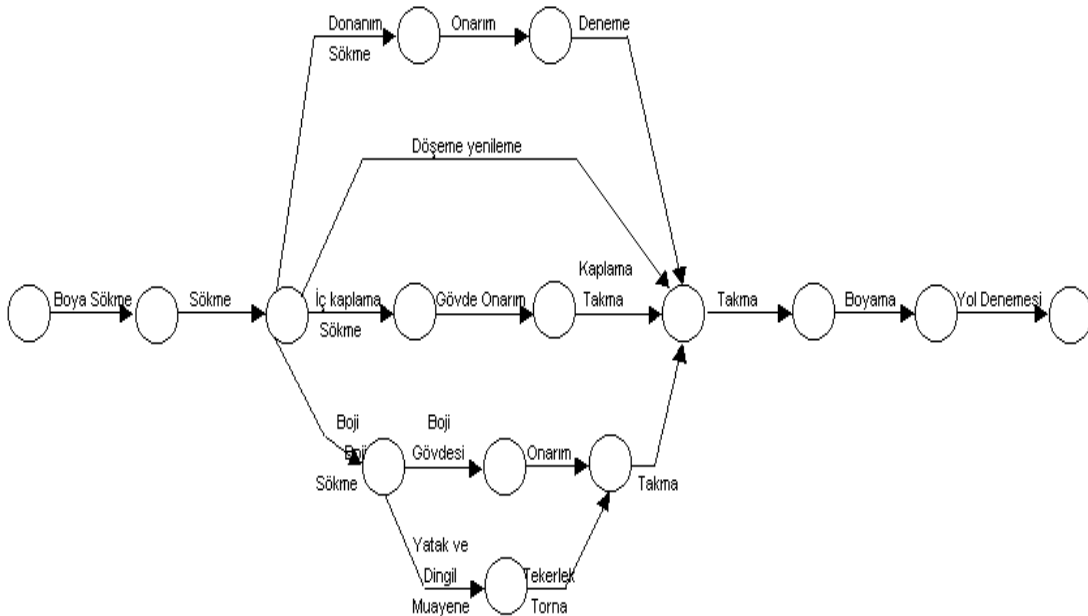 Donanım
Sökme
Onarım
Deneme
Döşeme yenileme
Boya Sökme
Sökme
İç kaplama
Sökme
Gövde Onarım
Kaplama
Takma
Takma
Boyama
Yol Denemesi
Boji
Boji
Sökme
Boji
Gövdesi
Onarım
Takma
Yatak ve
Dingil
Muayene
Tekerlek
Torna